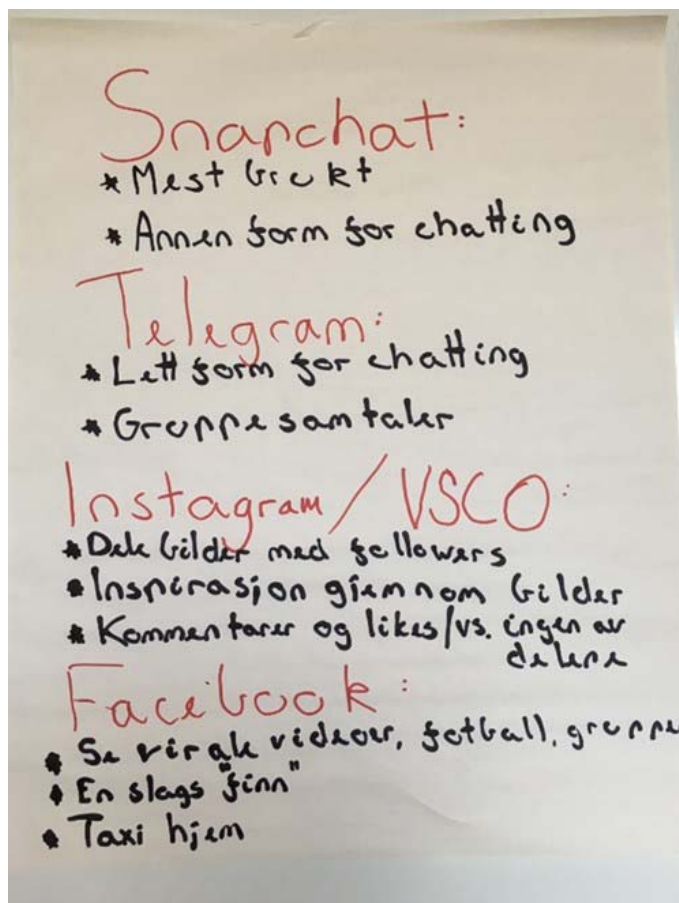 Snapchat:
* Mest brukt
* Annen form for chatting
Telegram:
* Lett form for chatting
* Gruppesamtaler
Instagram/VSCO:
* Dele bilder med followers
* Inspirasjon gjennom bilder
* Kommentarer og likes/vs. ingen av
delene
Facebook:
* Se virale videoer, fotball, gruppe
* En slags "finn"
* Taxi hjem